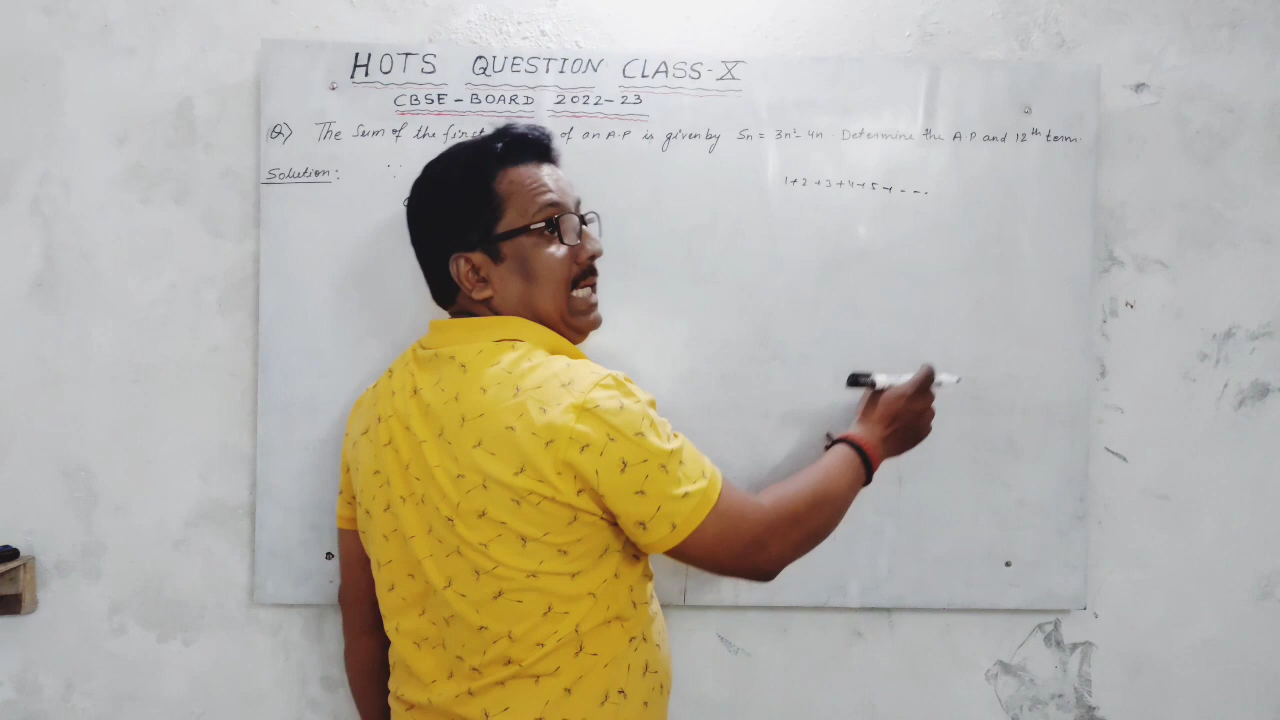 HOTS QUESTION CLASS-X
CBSE-BOARD 2022-23
Q) The Sum of the first of an A.P is given by Sn = 3n²-4n. Determine the A.P and 12th term.
Solution: ∴
1+2+3+4+5+-----